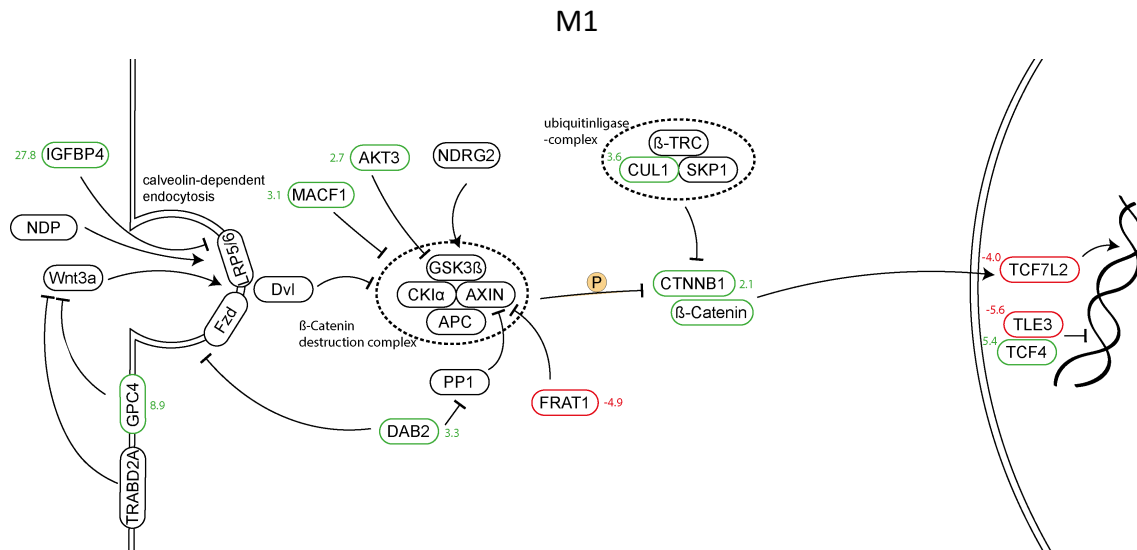 M1
ubiquitinligase
-complex
ß-TRC
3.6
CUL1
SKP1
27.8
IGFBP4
2.7
AKT3
NDRG2
calveolin-dependent
endocytosis
3.1
MACF1
NDP
LRP5/6
Wnt3a
Dvl
Fzd
GSK3ß
CKIα
AXIN
APC
ß-Catenin
destruction complex
P
CTNNB1
2.1
ß-Catenin
-4.0
TCF7L2
-5.6
TLE3
5.4
TCF4
PP1
FRAT1
-4.9
GPC4
8.9
DAB2
3.3
TRABD2A